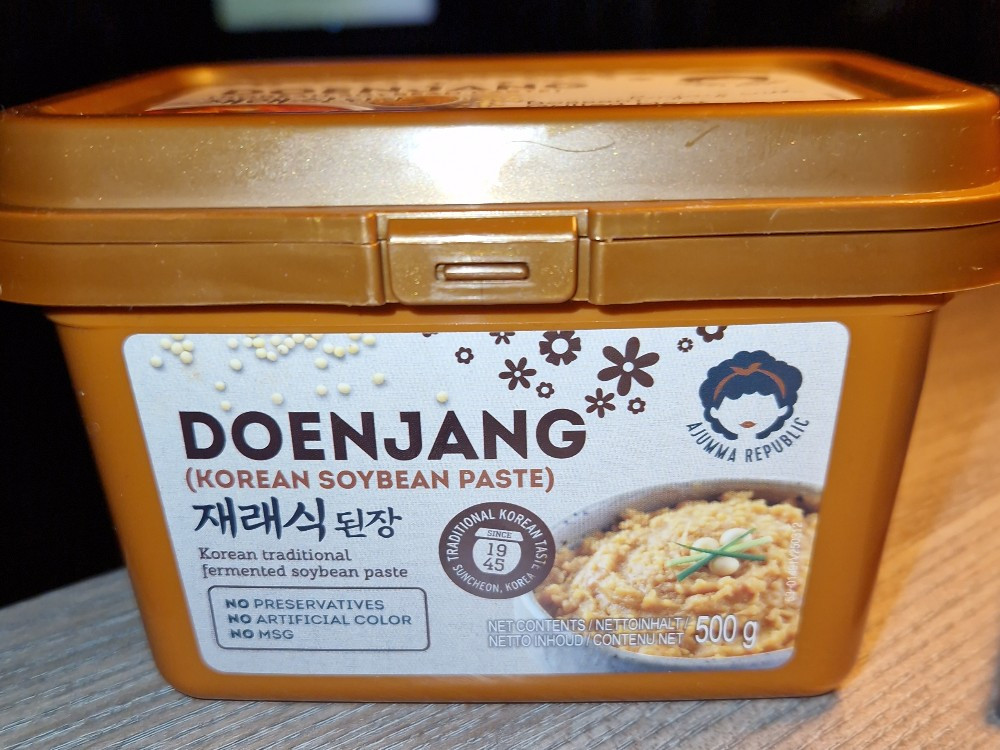 DOENJANG
DOENJANG
(KOREAN SOYBEAN PASTE)
재래식 된장
Korean traditional
fermented soybean paste
NO PRESERVATIVES
NO ARTIFICIAL COLOR
NO MSG
AJUMMA REPUBLIC
TRADITIONAL KOREAN TASTE
SINCE
19
45
SUNCHEON, KOREA
NET CONTENTS / NETTOINHALT /
NETTO INHOUD / CONTENU NET 500 g